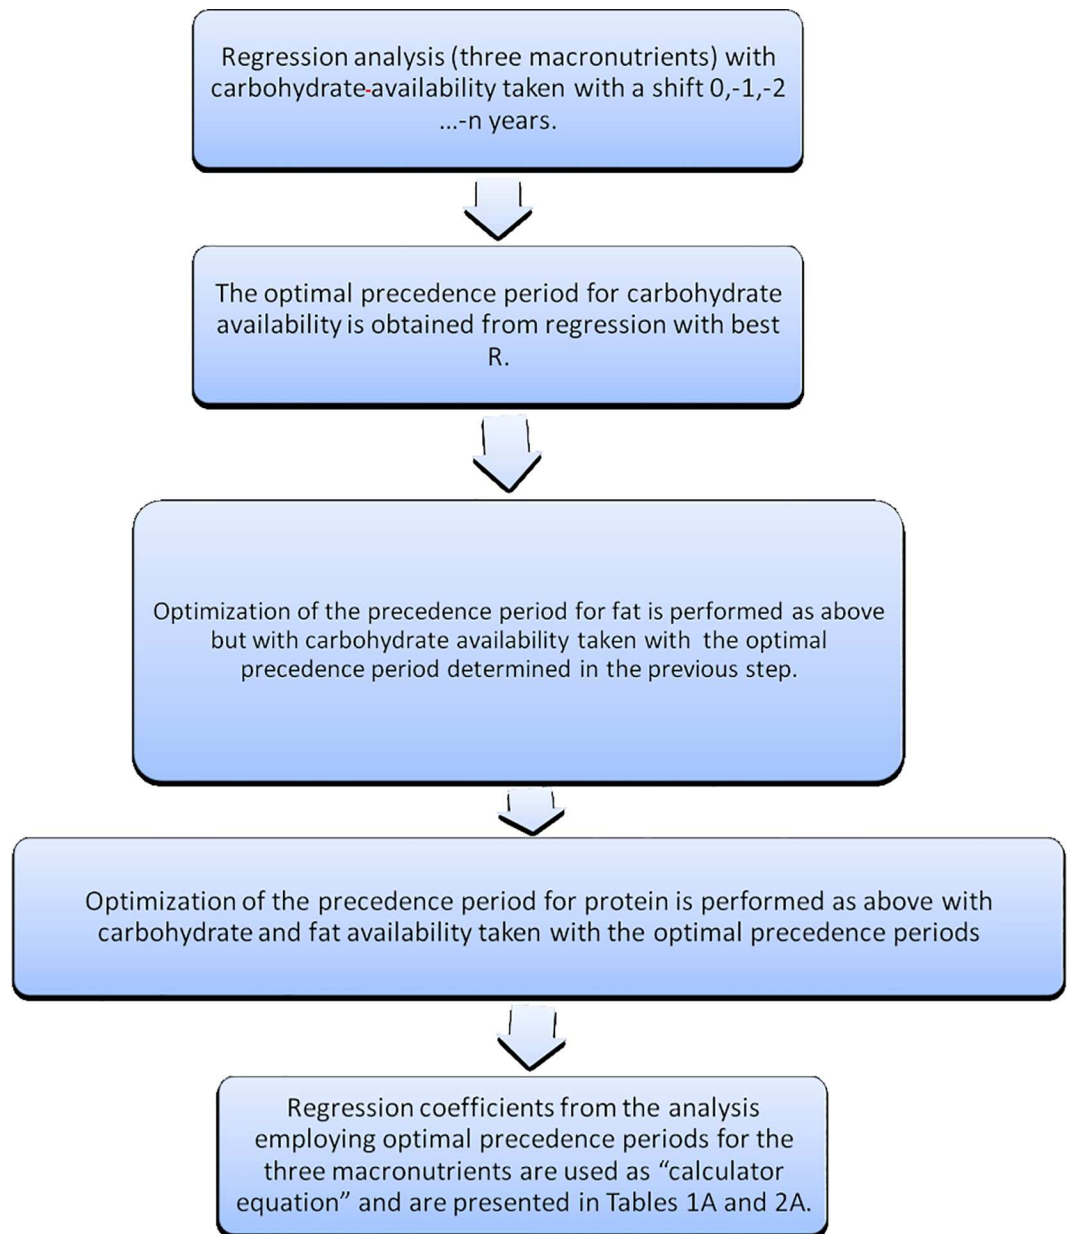 Regression analysis (three macronutrients) with
carbohydrate-availability taken with a shift 0,-1,-2
...-n years.
The optimal precedence period for carbohydrate
availability is obtained from regression with best
R.
Optimization of the precedence period for fat is performed as above
but with carbohydrate availability taken with the optimal
precedence period determined in the previous step.
Optimization of the precedence period for protein is performed as above with
carbohydrate and fat availability taken with the optimal precedence periods
Regression coefficients from the analysis
employing optimal precedence periods for the
three macronutrients are used as “calculator
equation” and are presented in Tables 1A and 2A.